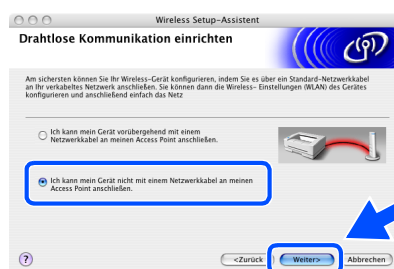 Wireless Setup-Assistent
Drahtlose Kommunikation einrichten
Am sichersten können Sie Ihr Wireless-Gerät konfigurieren, indem Sie es über ein Standard-Netzwerkkabel
an Ihr verkabeltes Netzwerk anschließen. Sie können dann die Wireless- Einstellungen (WLAN) des Gerätes
konfigurieren und anschließend einfach das Netz
Ich kann mein Gerät vorübergehend mit einem
Netzwerkkabel an meinen Access Point anschließen.
Ich kann mein Gerät nicht mit einem Netzwerkkabel an meinen
Access Point anschließen.
?
<Zurück
Weiter>
Abbrechen